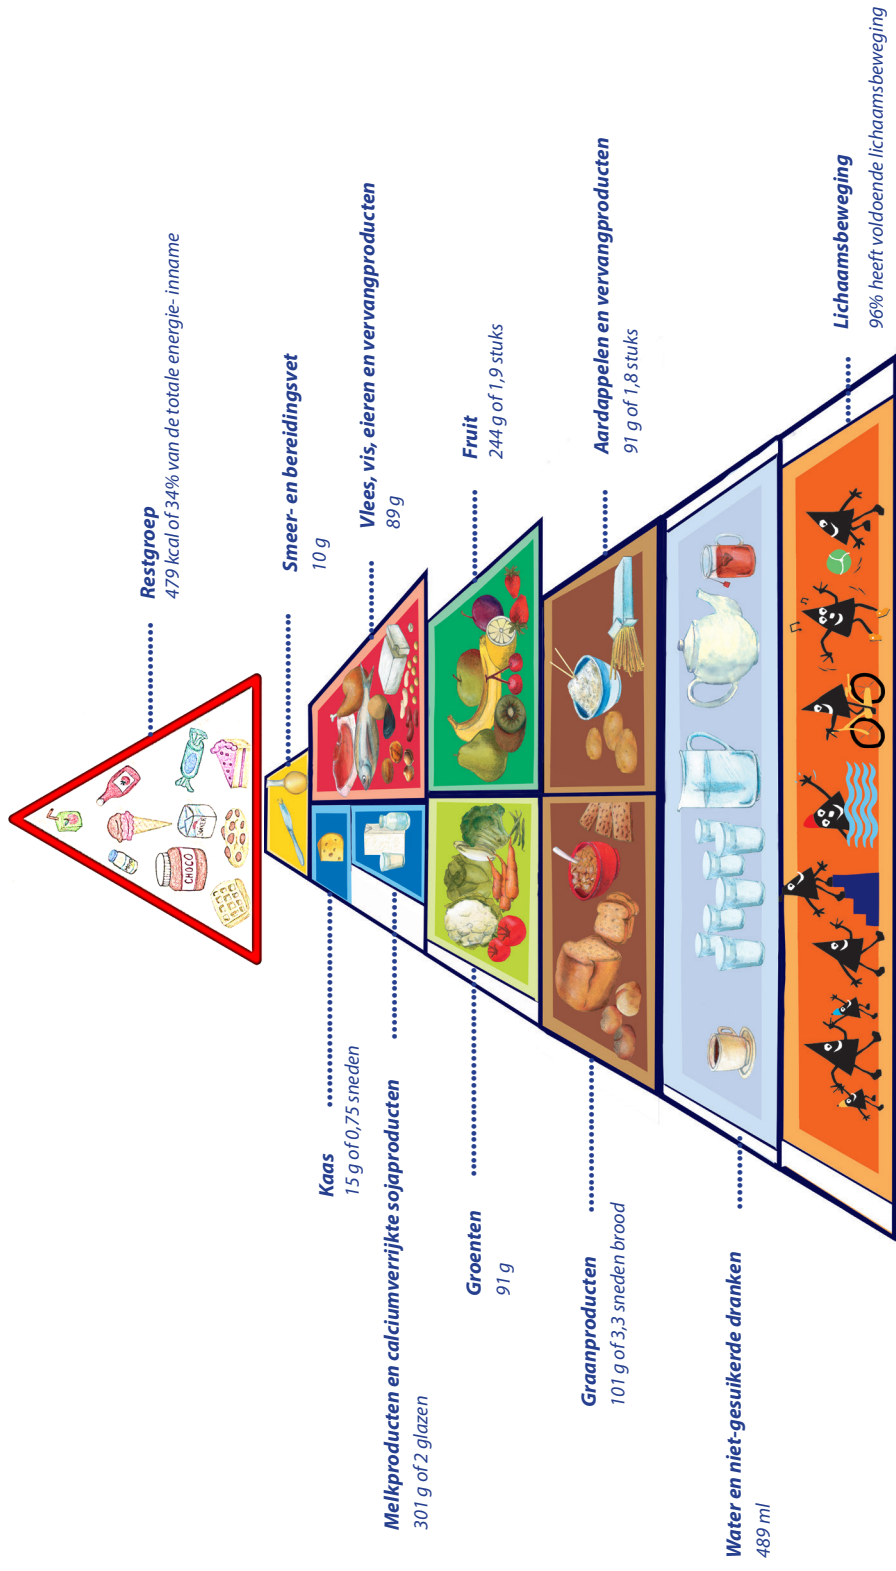 Restgroep
479 kcal of 34% van de totale energie- inname
Smeer- en bereidingsvet
10 g
Vlees, vis, eieren en vervangproducten
89 g
Fruit
244 g of 1,9 stuks
Aardappelen en vervangproducten
91 g of 1,8 stuks
Lichaamsbeweging
96% heeft voldoende lichaamsbeweging
Kaas
15 g of 0,75 sneden
Melkproducten en calciumverrijkte sojaproducten
301 g of 2 glazen
Groenten
91 g
Graanproducten
101 g of 3,3 sneden brood
Water en niet-gesuikerde dranken
489 ml
CHOCO